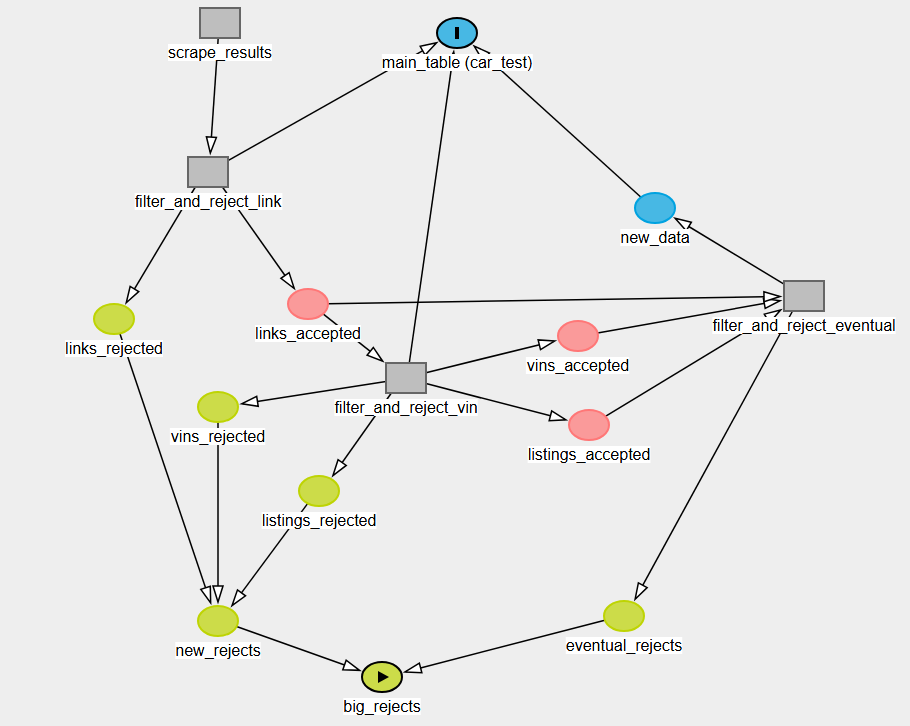 scrape_results
main_table (car_test)
filter_and_reject_link
new_data
links_accepted
filter_and_reject_eventual
links_rejected
vins_accepted
filter_and_reject_vin
vins_rejected
listings_accepted
listings_rejected
eventual_rejects
new_rejects
big_rejects